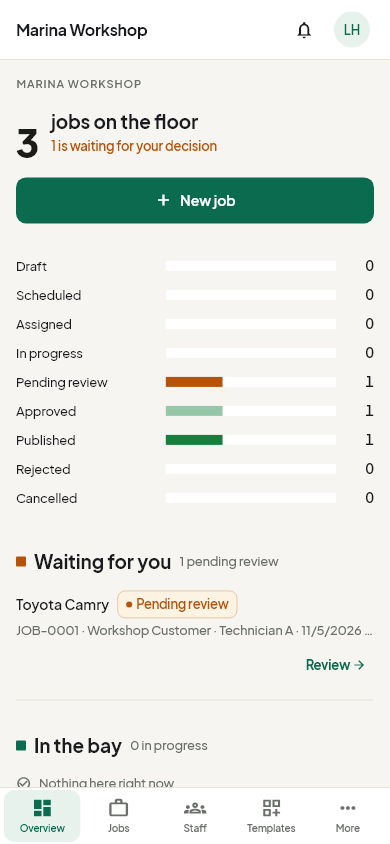 Marina Workshop
LH
MARINA WORKSHOP
3 jobs on the floor
1 is waiting for your decision
+ New job
Draft 0
Scheduled 0
Assigned 0
In progress 0
Pending review 1
Approved 1
Published 1
Rejected 0
Cancelled 0
Waiting for you 1 pending review
Toyota Camry Pending review
JOB-0001 · Workshop Customer · Technician A · 11/5/2026 ...
Review →
In the bay 0 in progress
Nothing here right now
Overview Jobs Staff Templates More